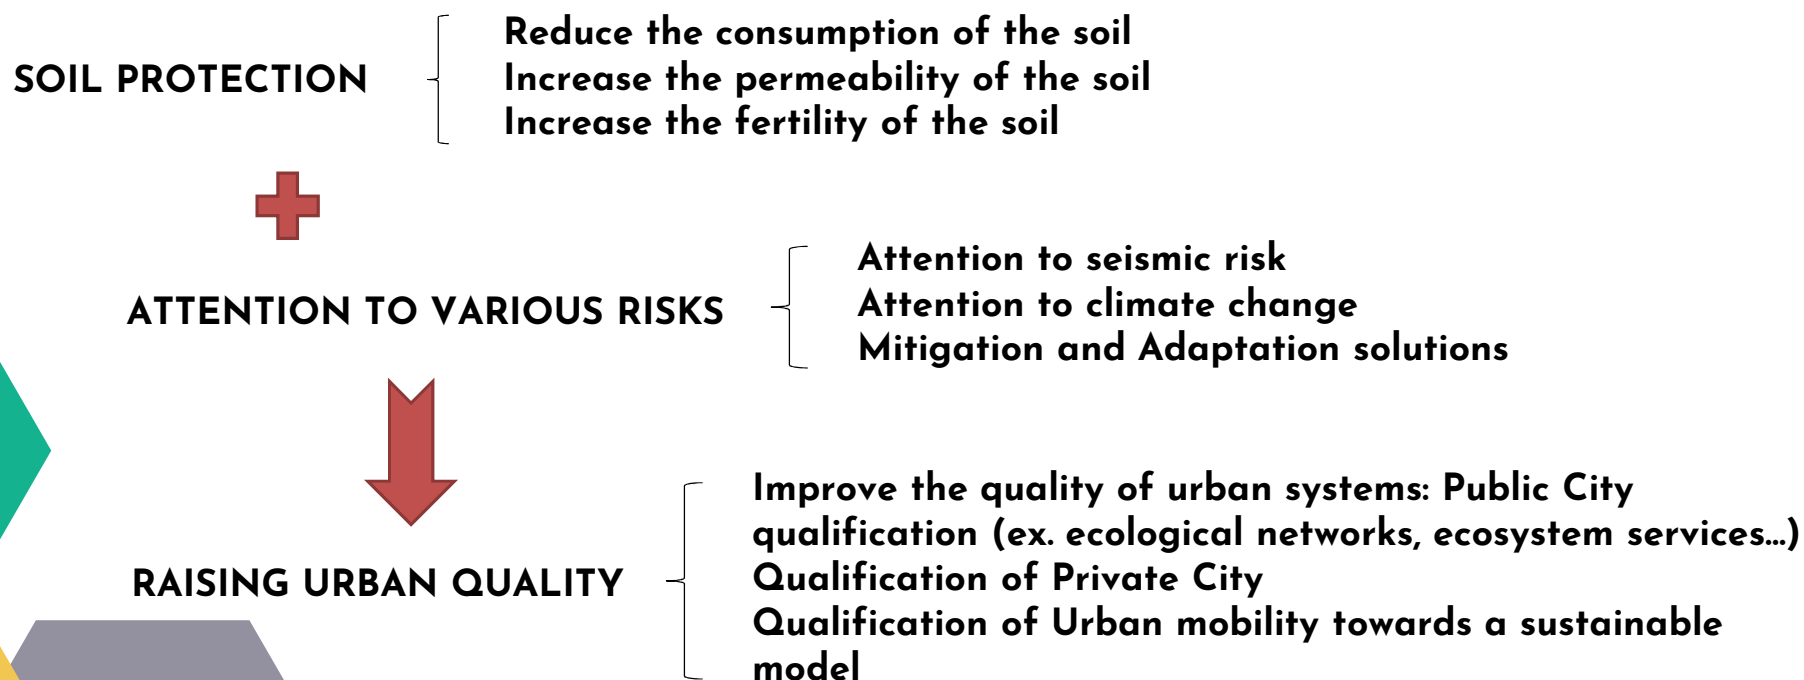 SOIL PROTECTION
Reduce the consumption of the soil
Increase the permeability of the soil
Increase the fertility of the soil
ATTENTION TO VARIOUS RISKS
Attention to seismic risk
Attention to climate change
Mitigation and Adaptation solutions
RAISING URBAN QUALITY
Improve the quality of urban systems: Public City
qualification (ex. ecological networks, ecosystem services...)
Qualification of Private City
Qualification of Urban mobility towards a sustainable
model